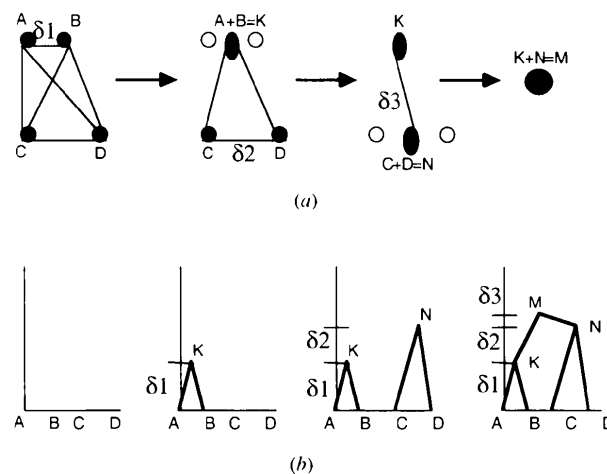 A B
δ1
C D
A+B=K
C D
δ2
K
δ3
C+D=N
K+N=M
(a)
δ1
K
A B C D
A B C D
δ2
δ1
K
N
A B C D
δ3
δ2
δ1
M
N
K
A B C D
(b)